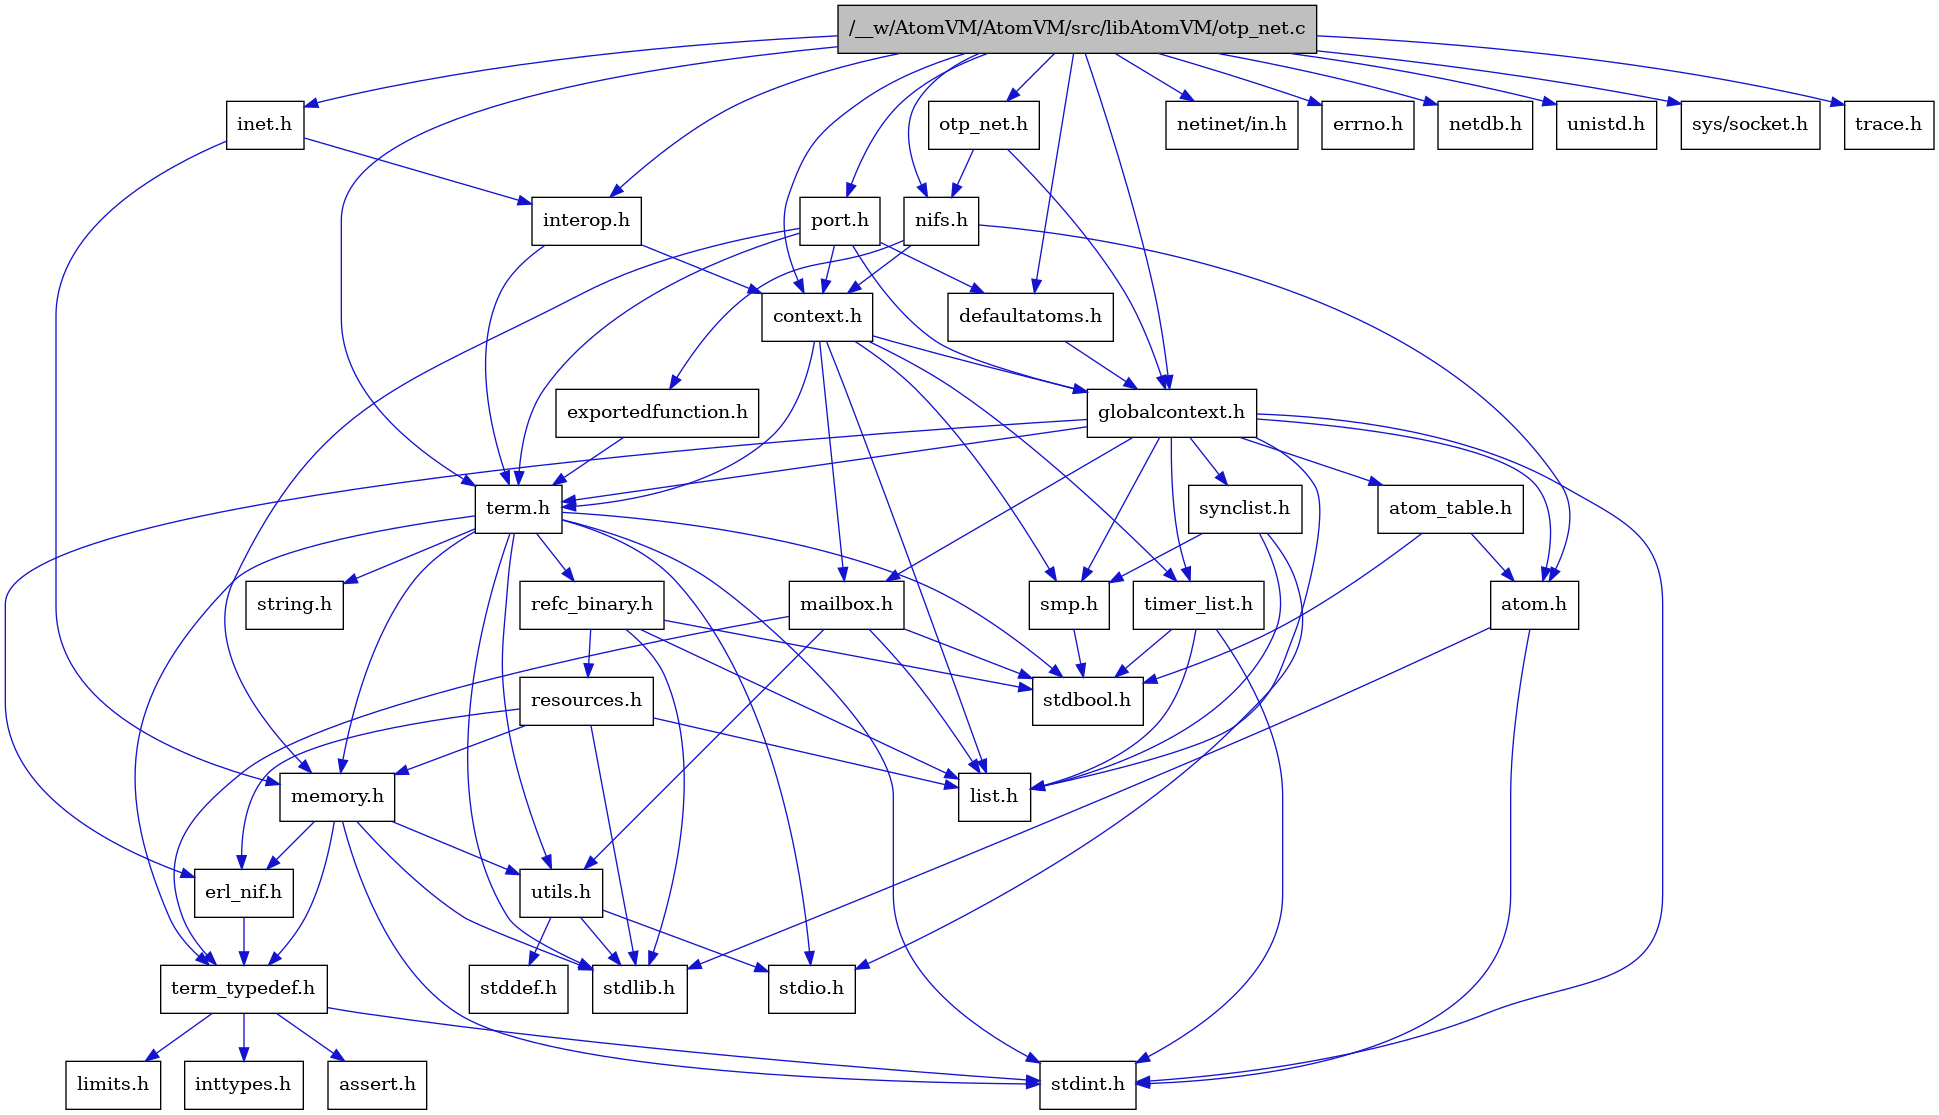 /__w/AtomVM/AtomVM/src/libAtomVM/otp_net.c
inet.h
otp_net.h
netinet/in.h
errno.h
netdb.h
unistd.h
sys/socket.h
trace.h
interop.h
port.h
nifs.h
context.h
defaultatoms.h
exportedfunction.h
globalcontext.h
term.h
synclist.h
atom_table.h
string.h
refc_binary.h
mailbox.h
smp.h
timer_list.h
atom.h
resources.h
stdbool.h
memory.h
list.h
erl_nif.h
utils.h
term_typedef.h
stddef.h
stdlib.h
stdio.h
limits.h
inttypes.h
assert.h
stdint.h